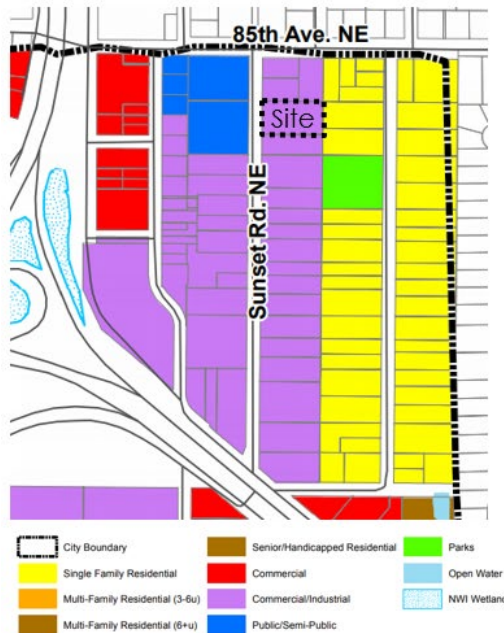 85th Ave. NE
Site
Sunset Rd. NE
City Boundary
Single Family Residential
Multi-Family Residential (3-6u)
Multi-Family Residential (6+u)
Senior/Handicapped Residential
Commercial
Commercial/Industrial
Public/Semi-Public
Parks
Open Water
NWI Wetland